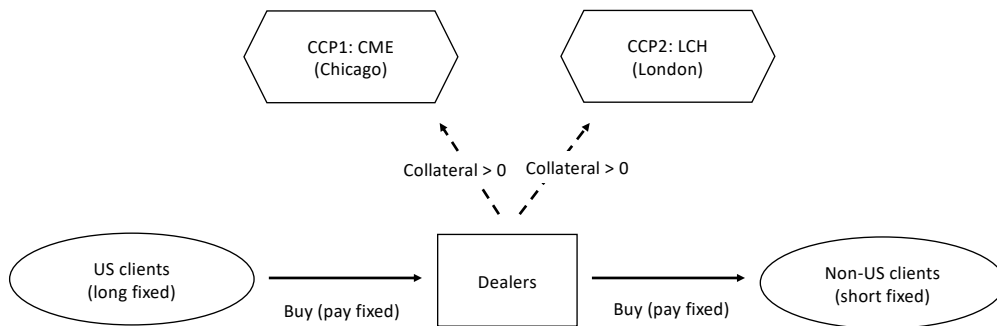 CCP1: CME
(Chicago)
CCP2: LCH
(London)
Collateral > 0
Collateral > 0
US clients
(long fixed)
Buy (pay fixed)
Dealers
Buy (pay fixed)
Non-US clients
(short fixed)